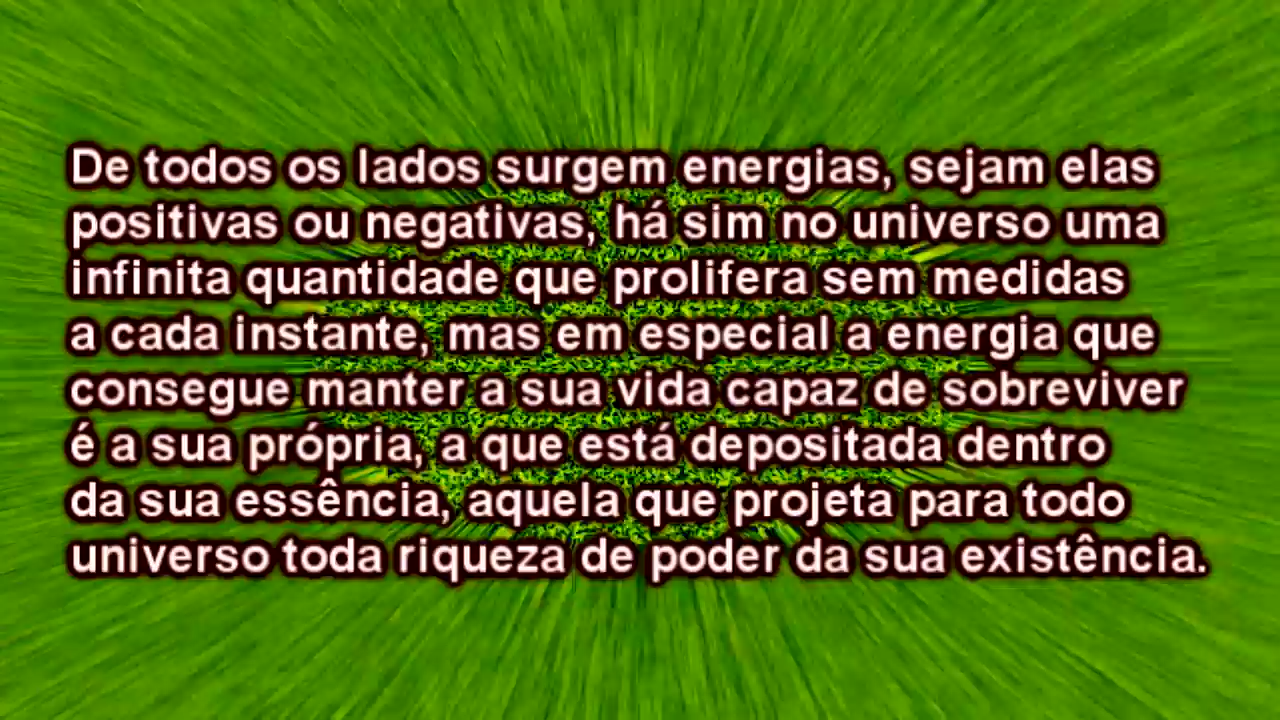 De todos os lados surgem energias, sejam elas
positivas ou negativas, há sim no universo uma
infinita quantidade que prolifera sem medidas
a cada instante, mas em especial a energia que
consegue manter a sua vida capaz de sobreviver
é a sua própria, a que está depositada dentro
da sua essência, aquela que projeta para todo
universo toda riqueza de poder da sua existência.